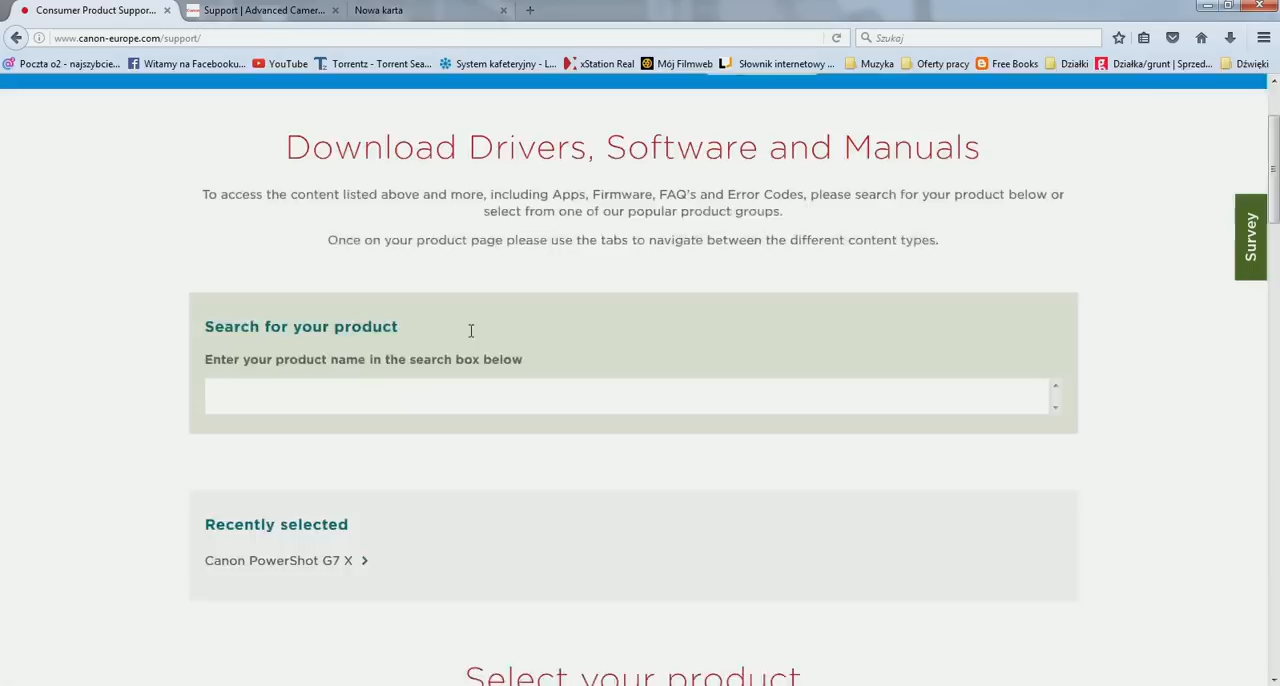 Consumer Product Suppor...
Support | Advanced Camer...
Nowa karta
www.canon-europe.com/support/
Szukaj
Poczta o2 - najszybcie...
Witamy na Facebooku...
YouTube
Torrentz - Torrent Sea...
System kafeteryjny - L...
xStation Real
Mój Filmweb
Słownik internetowy ...
Muzyka
Oferty pracy
Free Books
Działki
Działka/grunt | Sprzed...
Dźwięki
Download Drivers, Software and Manuals
To access the content listed above and more, including Apps, Firmware, FAQ's and Error Codes, please search for your product below or
select from one of our popular product groups.
Once on your product page please use the tabs to navigate between the different content types.
Survey
Search for your product
Enter your product name in the search box below
Recently selected
Canon PowerShot G7 X
Select your product